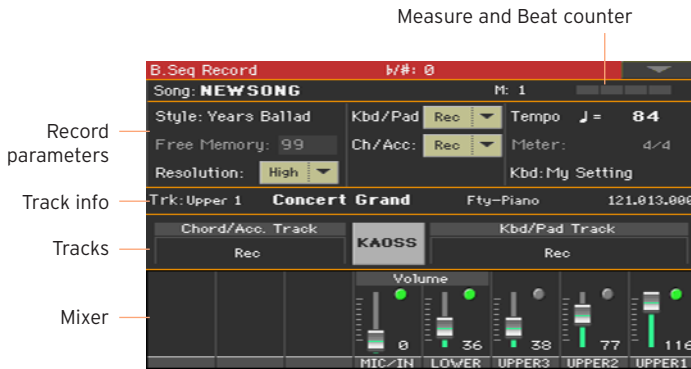 Measure and Beat counter
B.Seq Record ♭/#: 0
Song: NEWSONG M: 1
Record parameters
Style: Years Ballad Kbd/Pad Rec Tempo ♩= 84
Free Memory: 99 Ch/Acc: Rec Meter: 4/4
Resolution: High Kbd: My Setting
Track info
Trk: Upper 1 Concert Grand Fty-Piano 121.013.000
Tracks
Chord/Acc. Track KAOSS Kbd/Pad Track
Rec Rec
Mixer
Volume
0 36 38 77 116
MIC/IN LOWER UPPER3 UPPER2 UPPER1